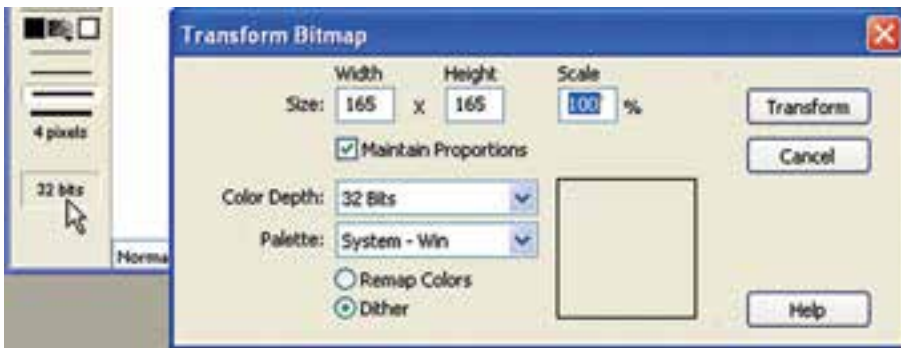 Transform Bitmap
Width Height Scale
Size: 165 x 165 100 %
Maintain Proportions
Transform
Cancel
4 pixels
32 bits
Color Depth: 32 Bits
Palette: System - Win
Remap Colors
Dither
Help
Norma